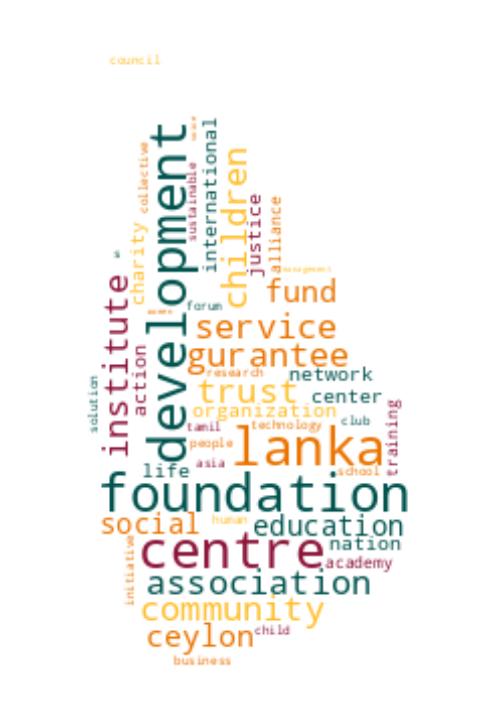 council
development
international
collective
sustainable
children
justice
alliance
charity
management
institute
fund
forum
service
action
gurantee
research
network
solution
trust
center
organization
training
club
technology
tamil
people
lanka
asia
life
school
foundation
social
human
education
centre
nation
initiative
academy
association
community
ceylon
child
business